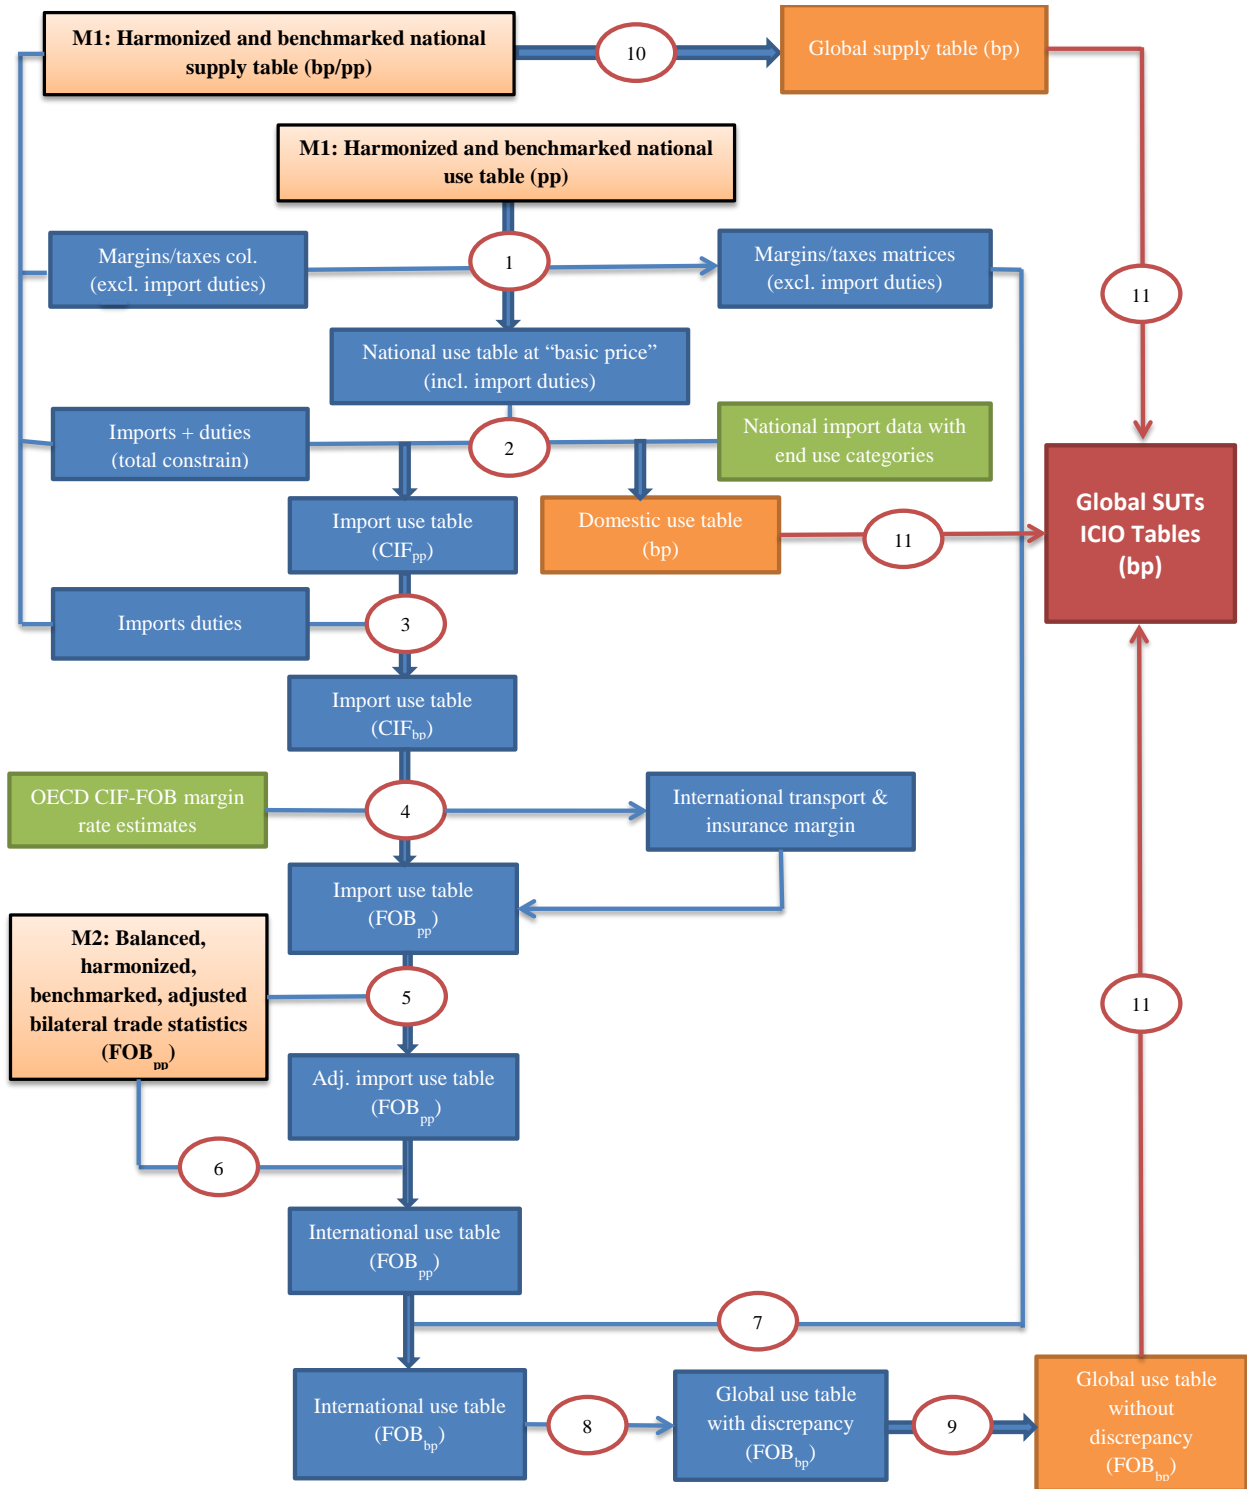 M1: Harmonized and benchmarked national
supply table (bp/pp)
10
Global supply table (bp)
M1: Harmonized and benchmarked national
use table (pp)
Margins/taxes col.
(excl. import duties)
1
Margins/taxes matrices
(excl. import duties)
11
National use table at “basic price”
(incl. import duties)
Imports + duties
(total constrain)
2
National import data with
end use categories
Import use table
(CIFpp)
Domestic use table
(bp)
11
Global SUTs
ICIO Tables
(bp)
Imports duties
3
Import use table
(CIFbp)
OECD CIF-FOB margin
rate estimates
4
International transport &
insurance margin
Import use table
(FOBpp)
M2: Balanced,
harmonized,
benchmarked, adjusted
bilateral trade statistics
(FOBpp)
5
11
Adj. import use table
(FOBpp)
6
International use table
(FOBpp)
7
International use table
(FOBbp)
8
Global use table
with discrepancy
(FOBbp)
9
Global use table
without
discrepancy
(FOBbp)